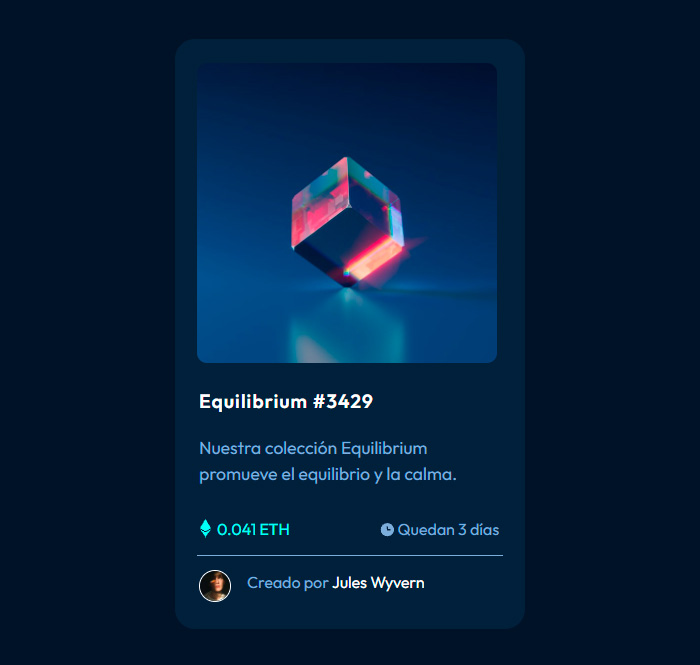 Equilibrium #3429
Nuestra colección Equilibrium
promueve el equilibrio y la calma.
0.041 ETH
Quedan 3 días
Creado por Jules Wyvern